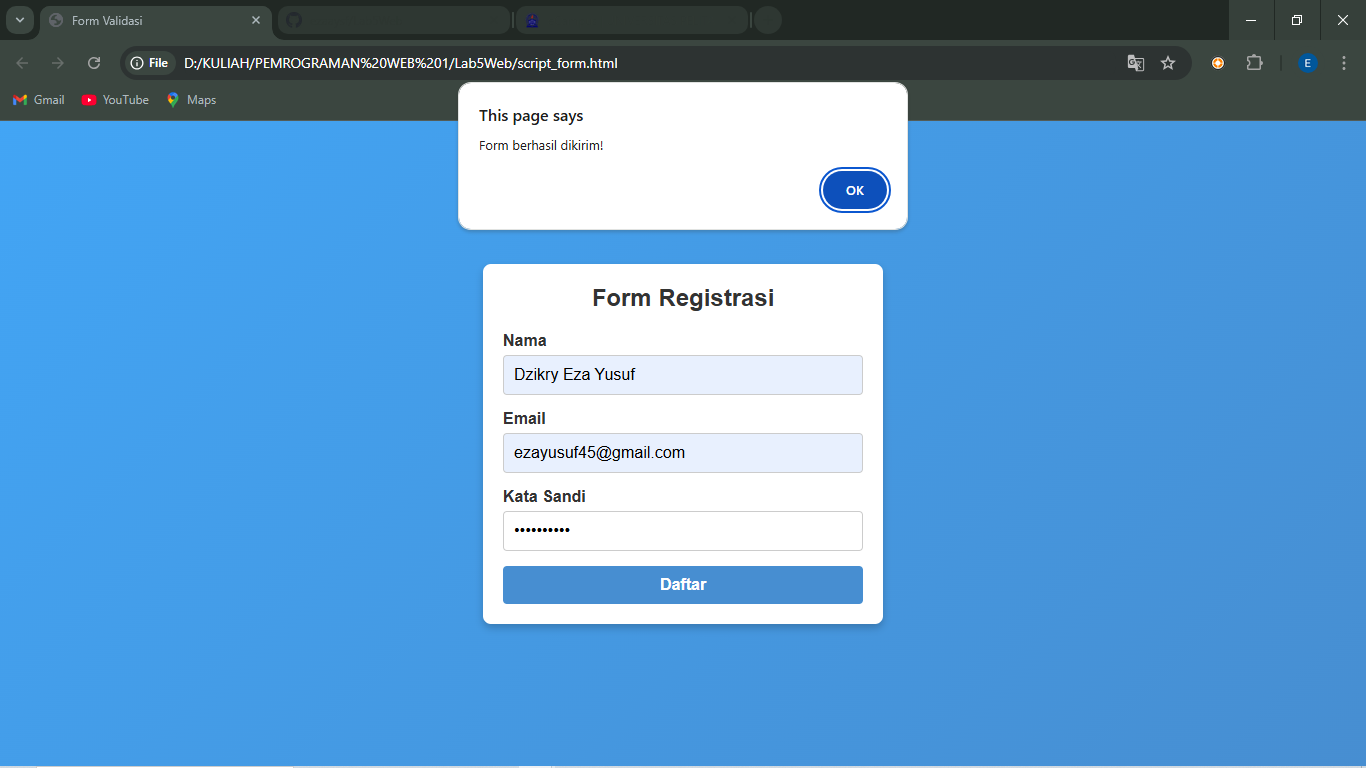 Form Validasi
File D:/KULIAH/PEMROGRAMAN%20WEB%201/Lab5Web/script_form.html
E
Gmail YouTube Maps
This page says
Form berhasil dikirim!
OK
Form Registrasi
Nama
Dzikry Eza Yusuf
Email
ezayusuf45@gmail.com
Kata Sandi
••••••••••
Daftar